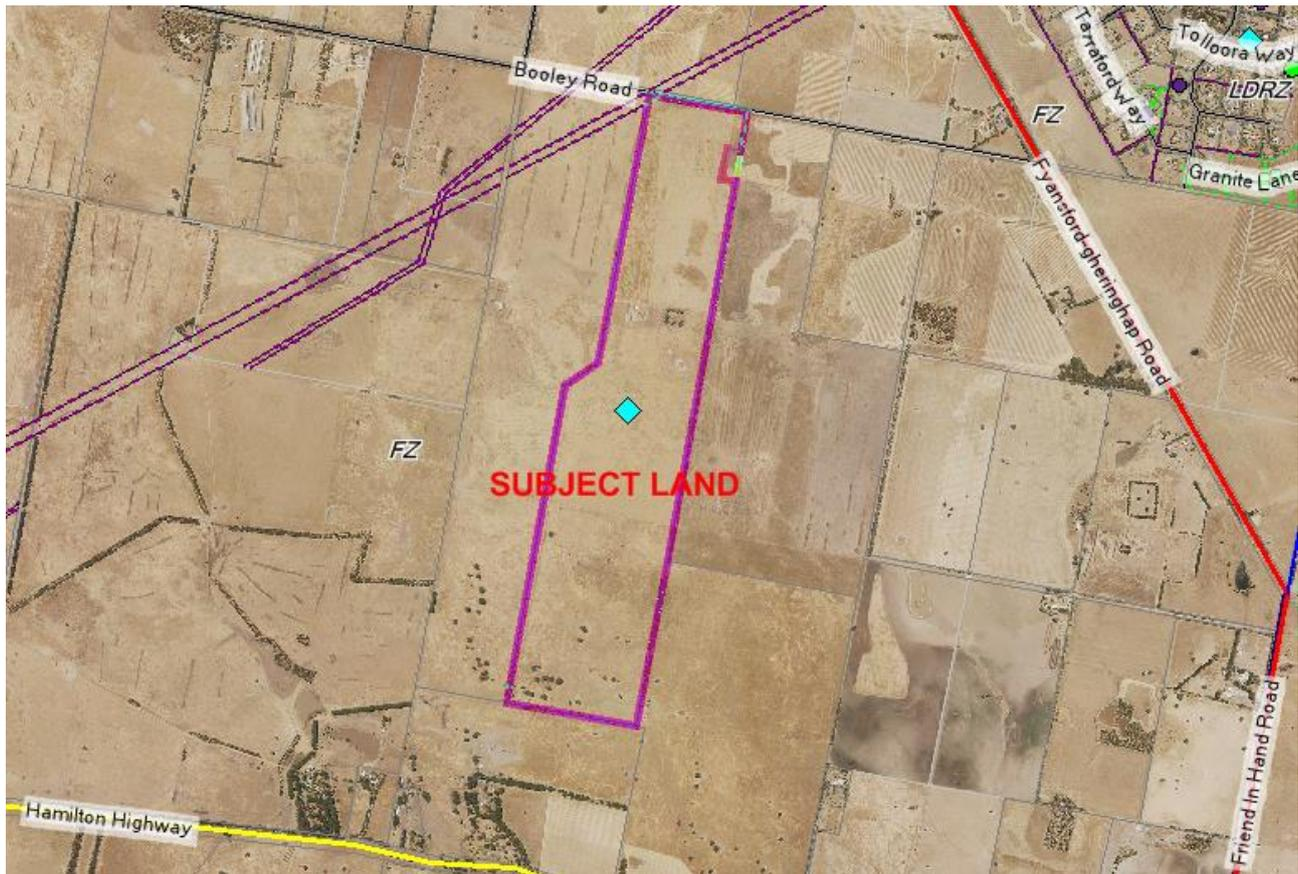 Tarraford Way
Tolloora Way
Booley Road
LDRZ
FZ
Granite Lane
Fyansford-gheringhap Road
FZ
SUBJECT LAND
Friend In Hand Road
Hamilton Highway